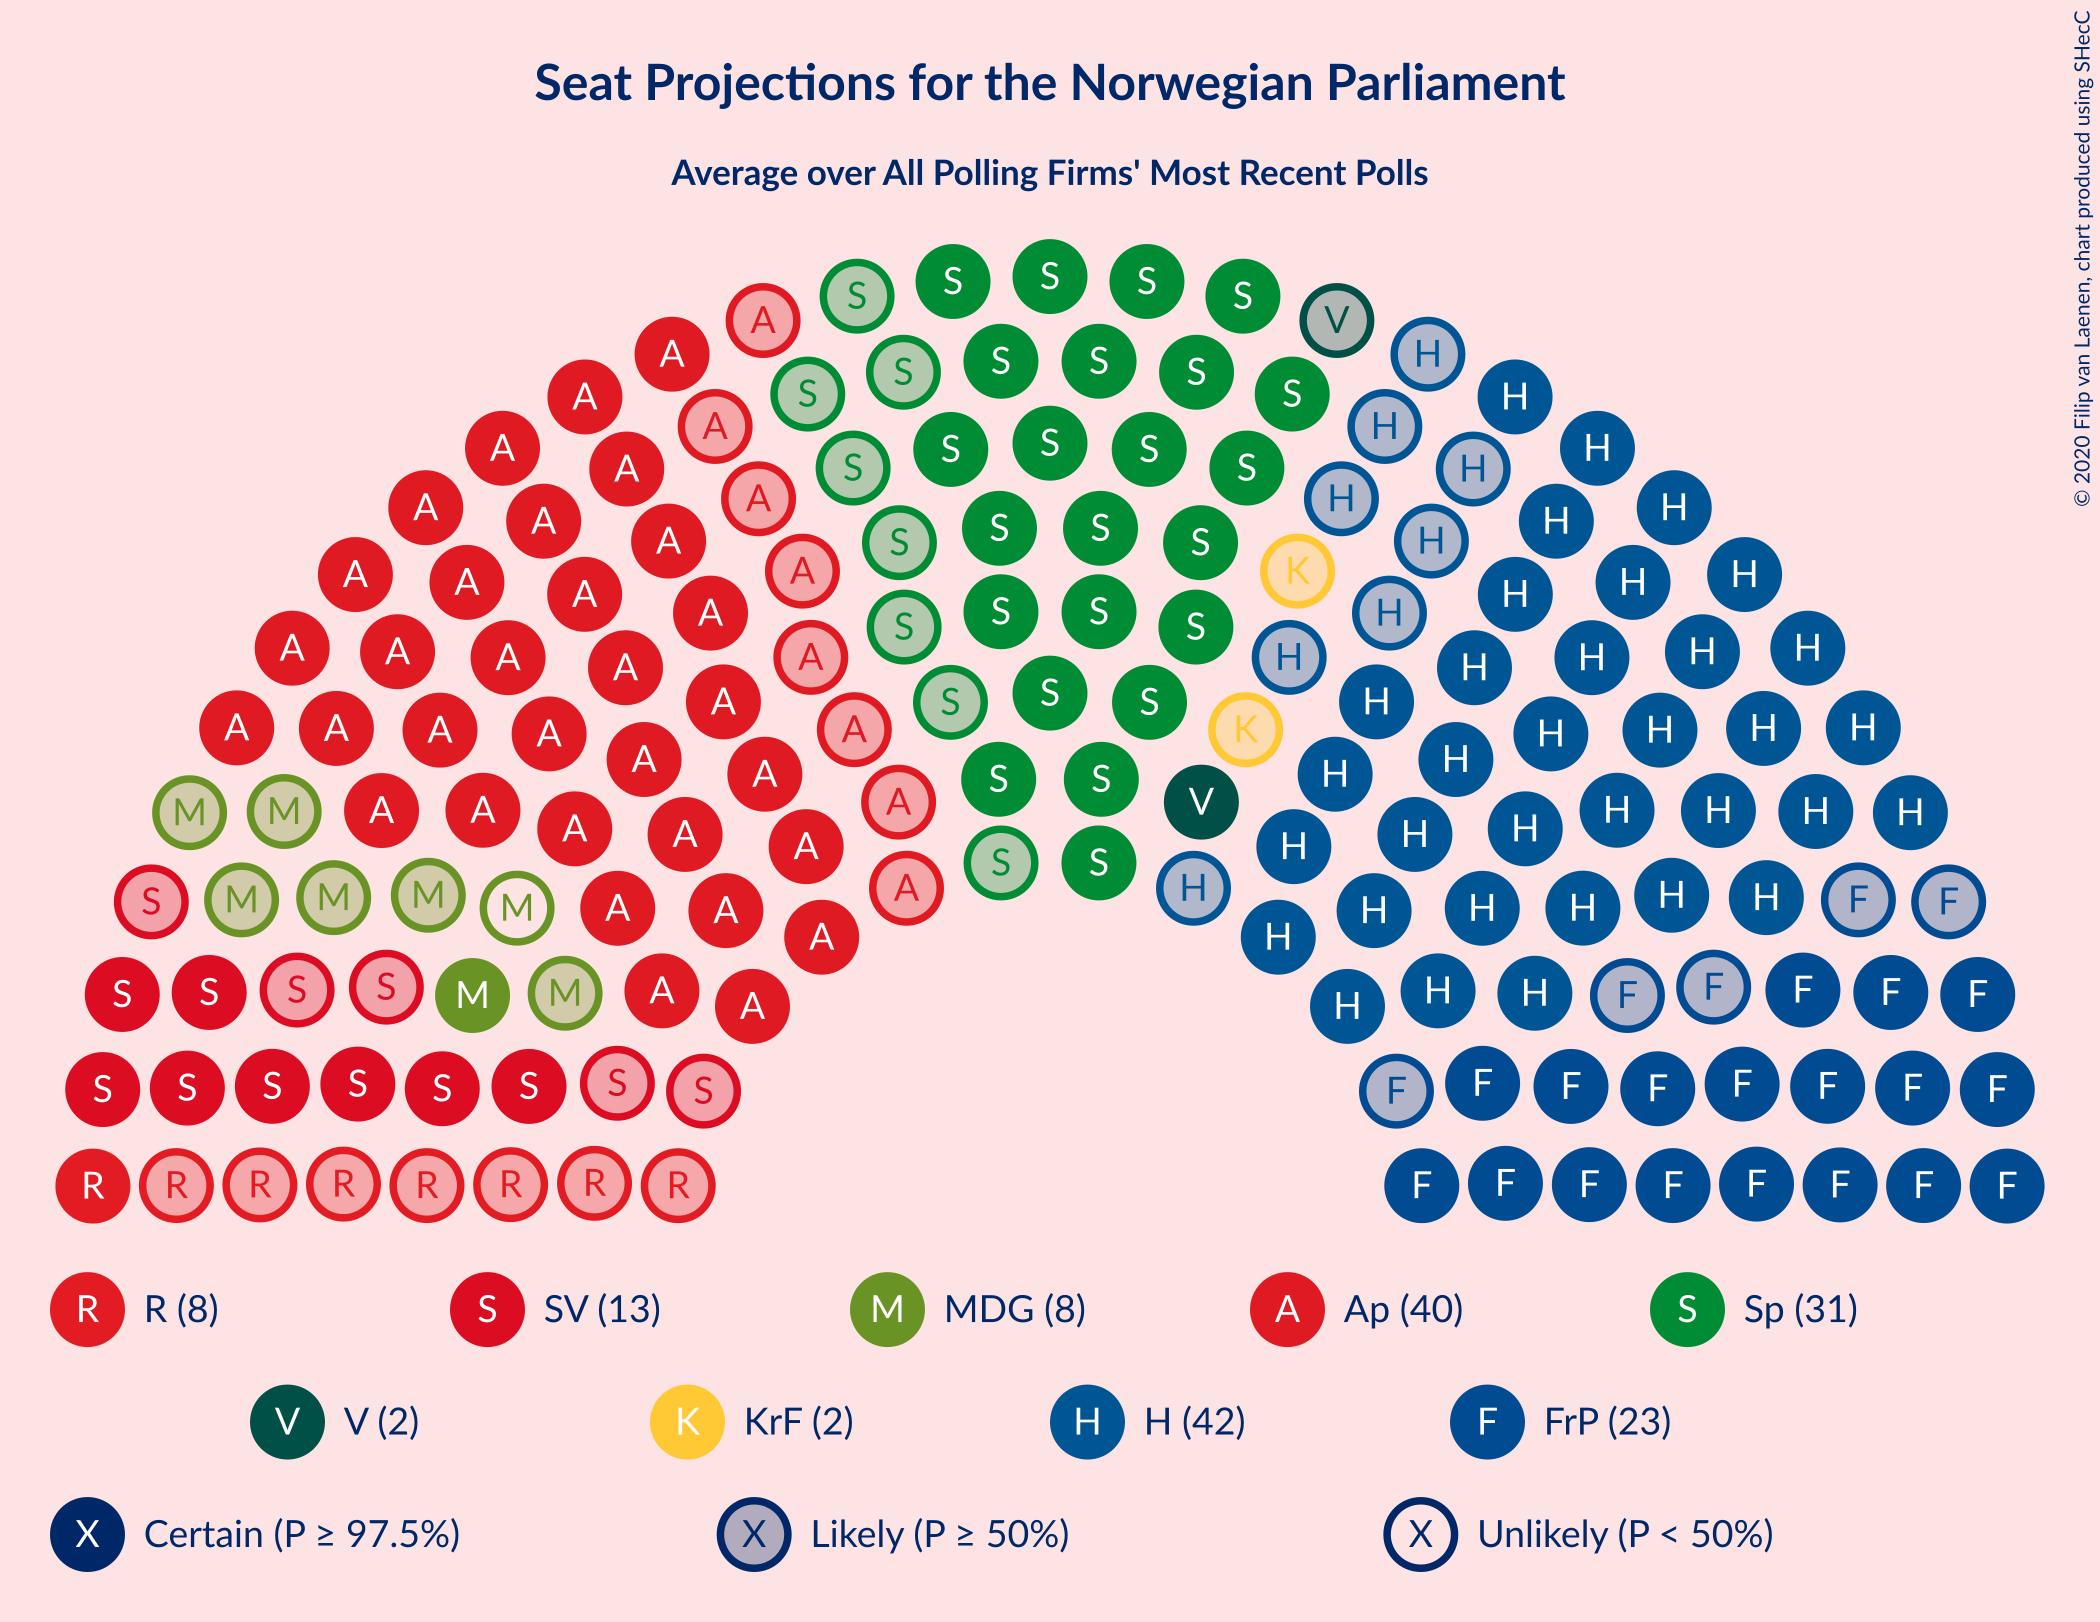 Seat Projections for the Norwegian Parliament
Average over All Polling Firms' Most Recent Polls
© 2020 Filip van Laenen, chart produced using SHecC
S S S S S
A V
A H
S S S S S S
A H
A H
A H
S S S S S
A A H H
A A H H
A S S S S K H
A A H H H
A A S S S S H H H
A A A A H H H H
A A A S S S K H H H
A A A A H H H H
A A S S V H H
M M A A A A A H H H H H H H
A S S H
S M M M M A A A H H H H H H F F
S S S S M M A A H H H F F F F F
S S S S S S S S F F F F F F F F
R R R R R R R R F F F F F F F F
R R (8) S SV (13) M MDG (8) A Ap (40) S Sp (31)
V V (2) K KrF (2) H H (42) F FrP (23)
X Certain (P ≥ 97.5%) X Likely (P ≥ 50%) X Unlikely (P < 50%)